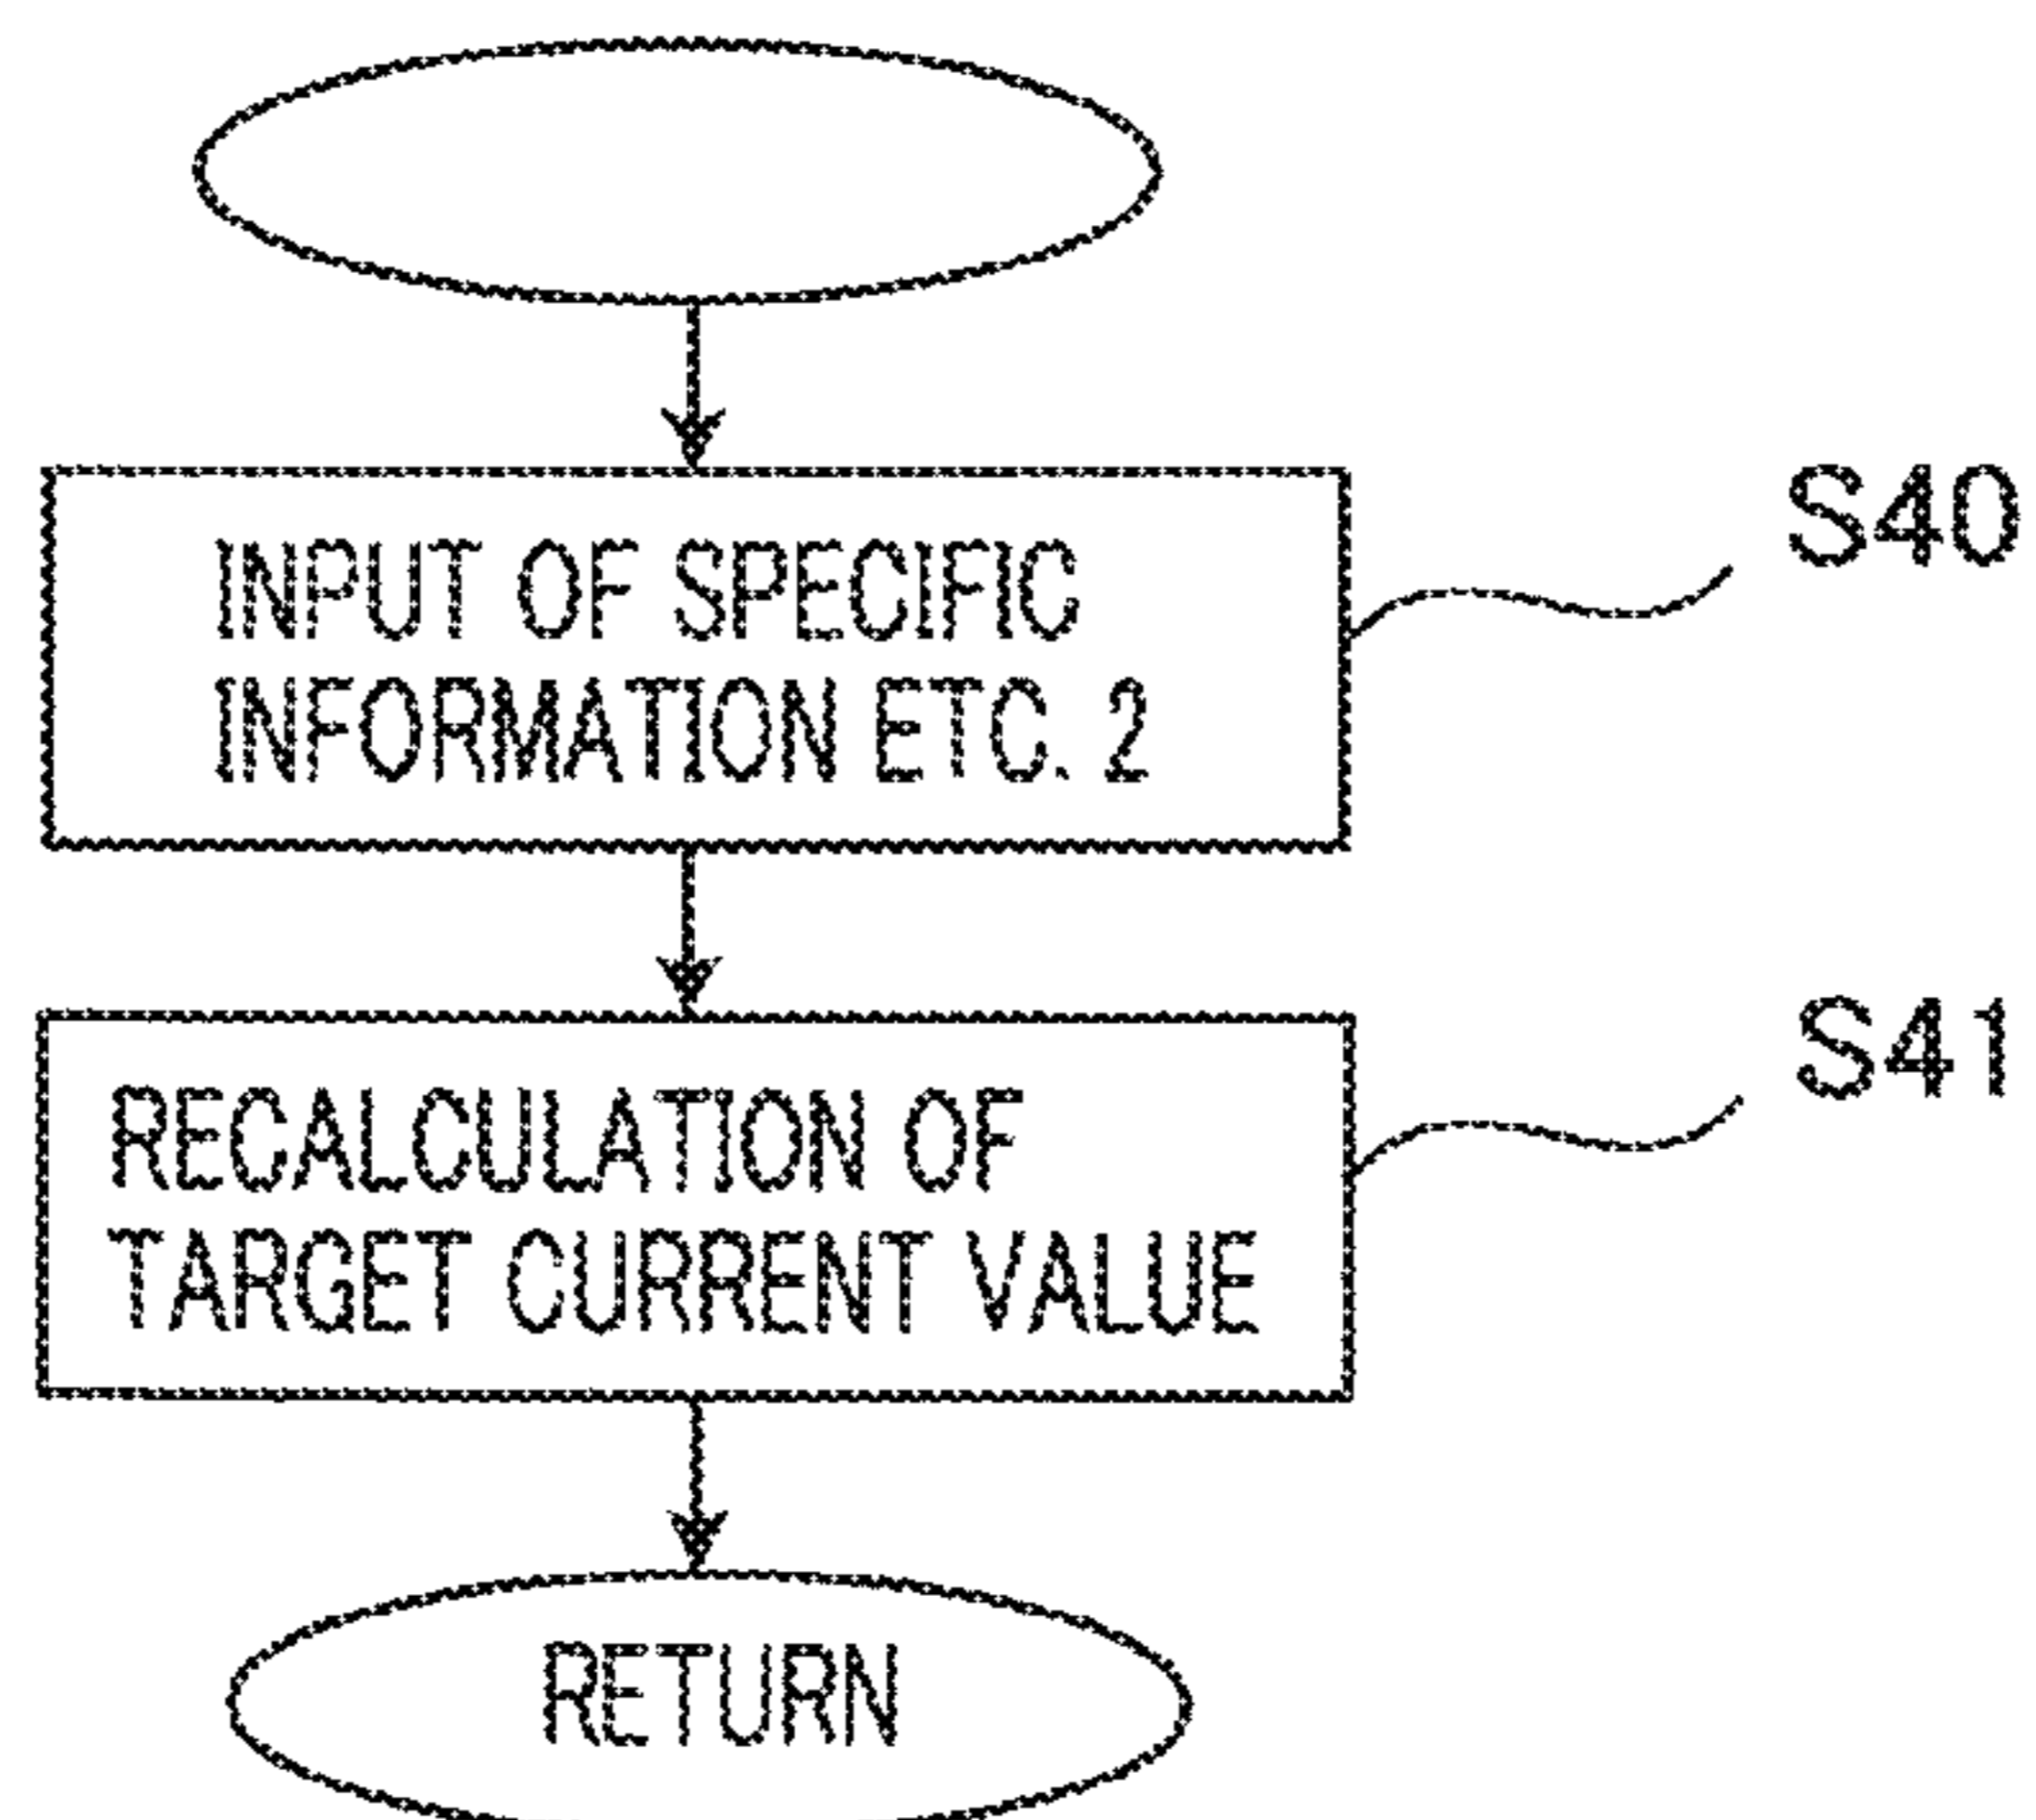 INPUT OF SPECIFIC
INFORMATION ETC. 2
S40
RECALCULATION OF
TARGET CURRENT VALUE
S41
RETURN